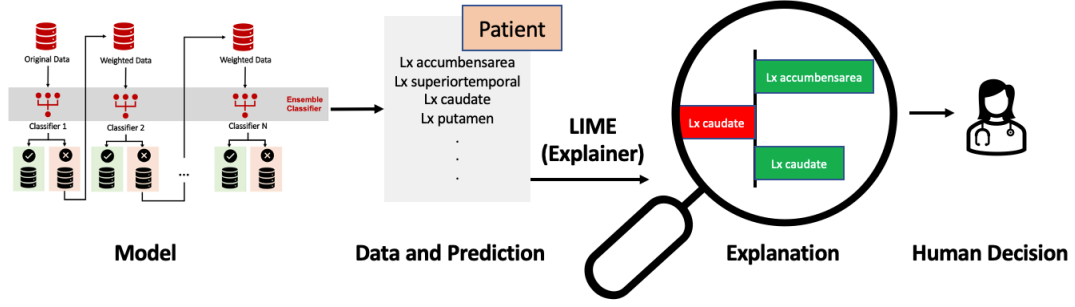 Original Data
Weighted Data
Weighted Data
Ensemble
Classifier
Classifier 1
Classifier 2
Classifier N
...
Model
Patient
Lx accumbensarea
Lx superiortemporal
Lx caudate
Lx putamen
.
.
.
Data and Prediction
LIME
(Explainer)
Lx accumbensarea
Lx caudate
Lx caudate
Explanation
Human Decision